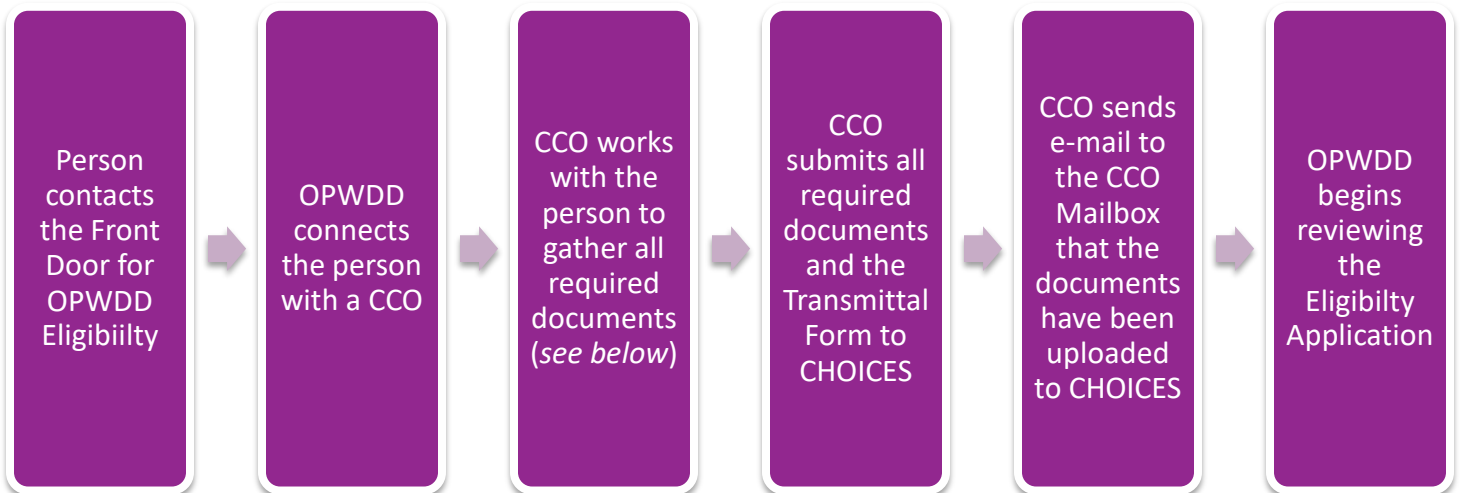 Person
contacts
the Front
Door for
OPWDD
Eligibiilty
OPWDD
connects
the person
with a CCO
CCO works
with the
person to
gather all
required
documents
(see below)
CCO
submits all
required
documents
and the
Transmittal
Form to
CHOICES
CCO sends
e-mail to
the CCO
Mailbox
that the
documents
have been
uploaded
to CHOICES
OPWDD
begins
reviewing
the
Eligibilty
Application